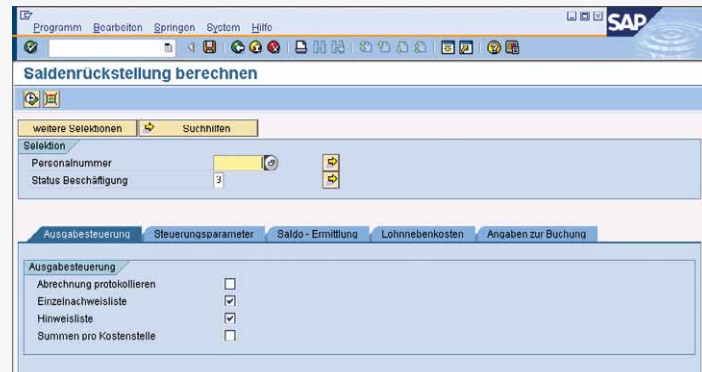 Programm Bearbeiten Springen System Hilfe
SAP
Saldenrückstellung berechnen
weitere Selektionen Suchhilfen
Selektion
Personalnummer
Status Beschäftigung 3
Ausgabesteuerung Steuerungsparameter Saldo - Ermittlung Lohnnebenkosten Angaben zur Buchung
Ausgabesteuerung
Abrechnung protokollieren
Einzelnachweisliste
Hinweisliste
Summen pro Kostenstelle